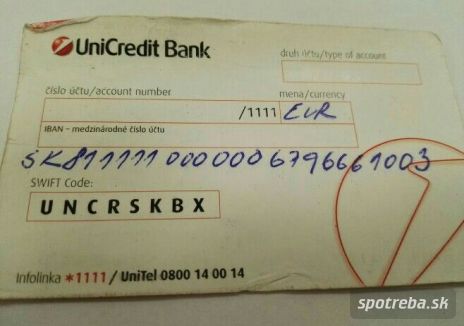 UniCredit Bank
druh účtu/type of account
číslo účtu/account number
mena/currency
/1111 EUR
IBAN – medzinárodné číslo účtu
SK8111110000006796661003
SWIFT Code:
UNCRSKBX
Infolinka *1111 / UniTel 0800 14 00 14
spotreba.sk